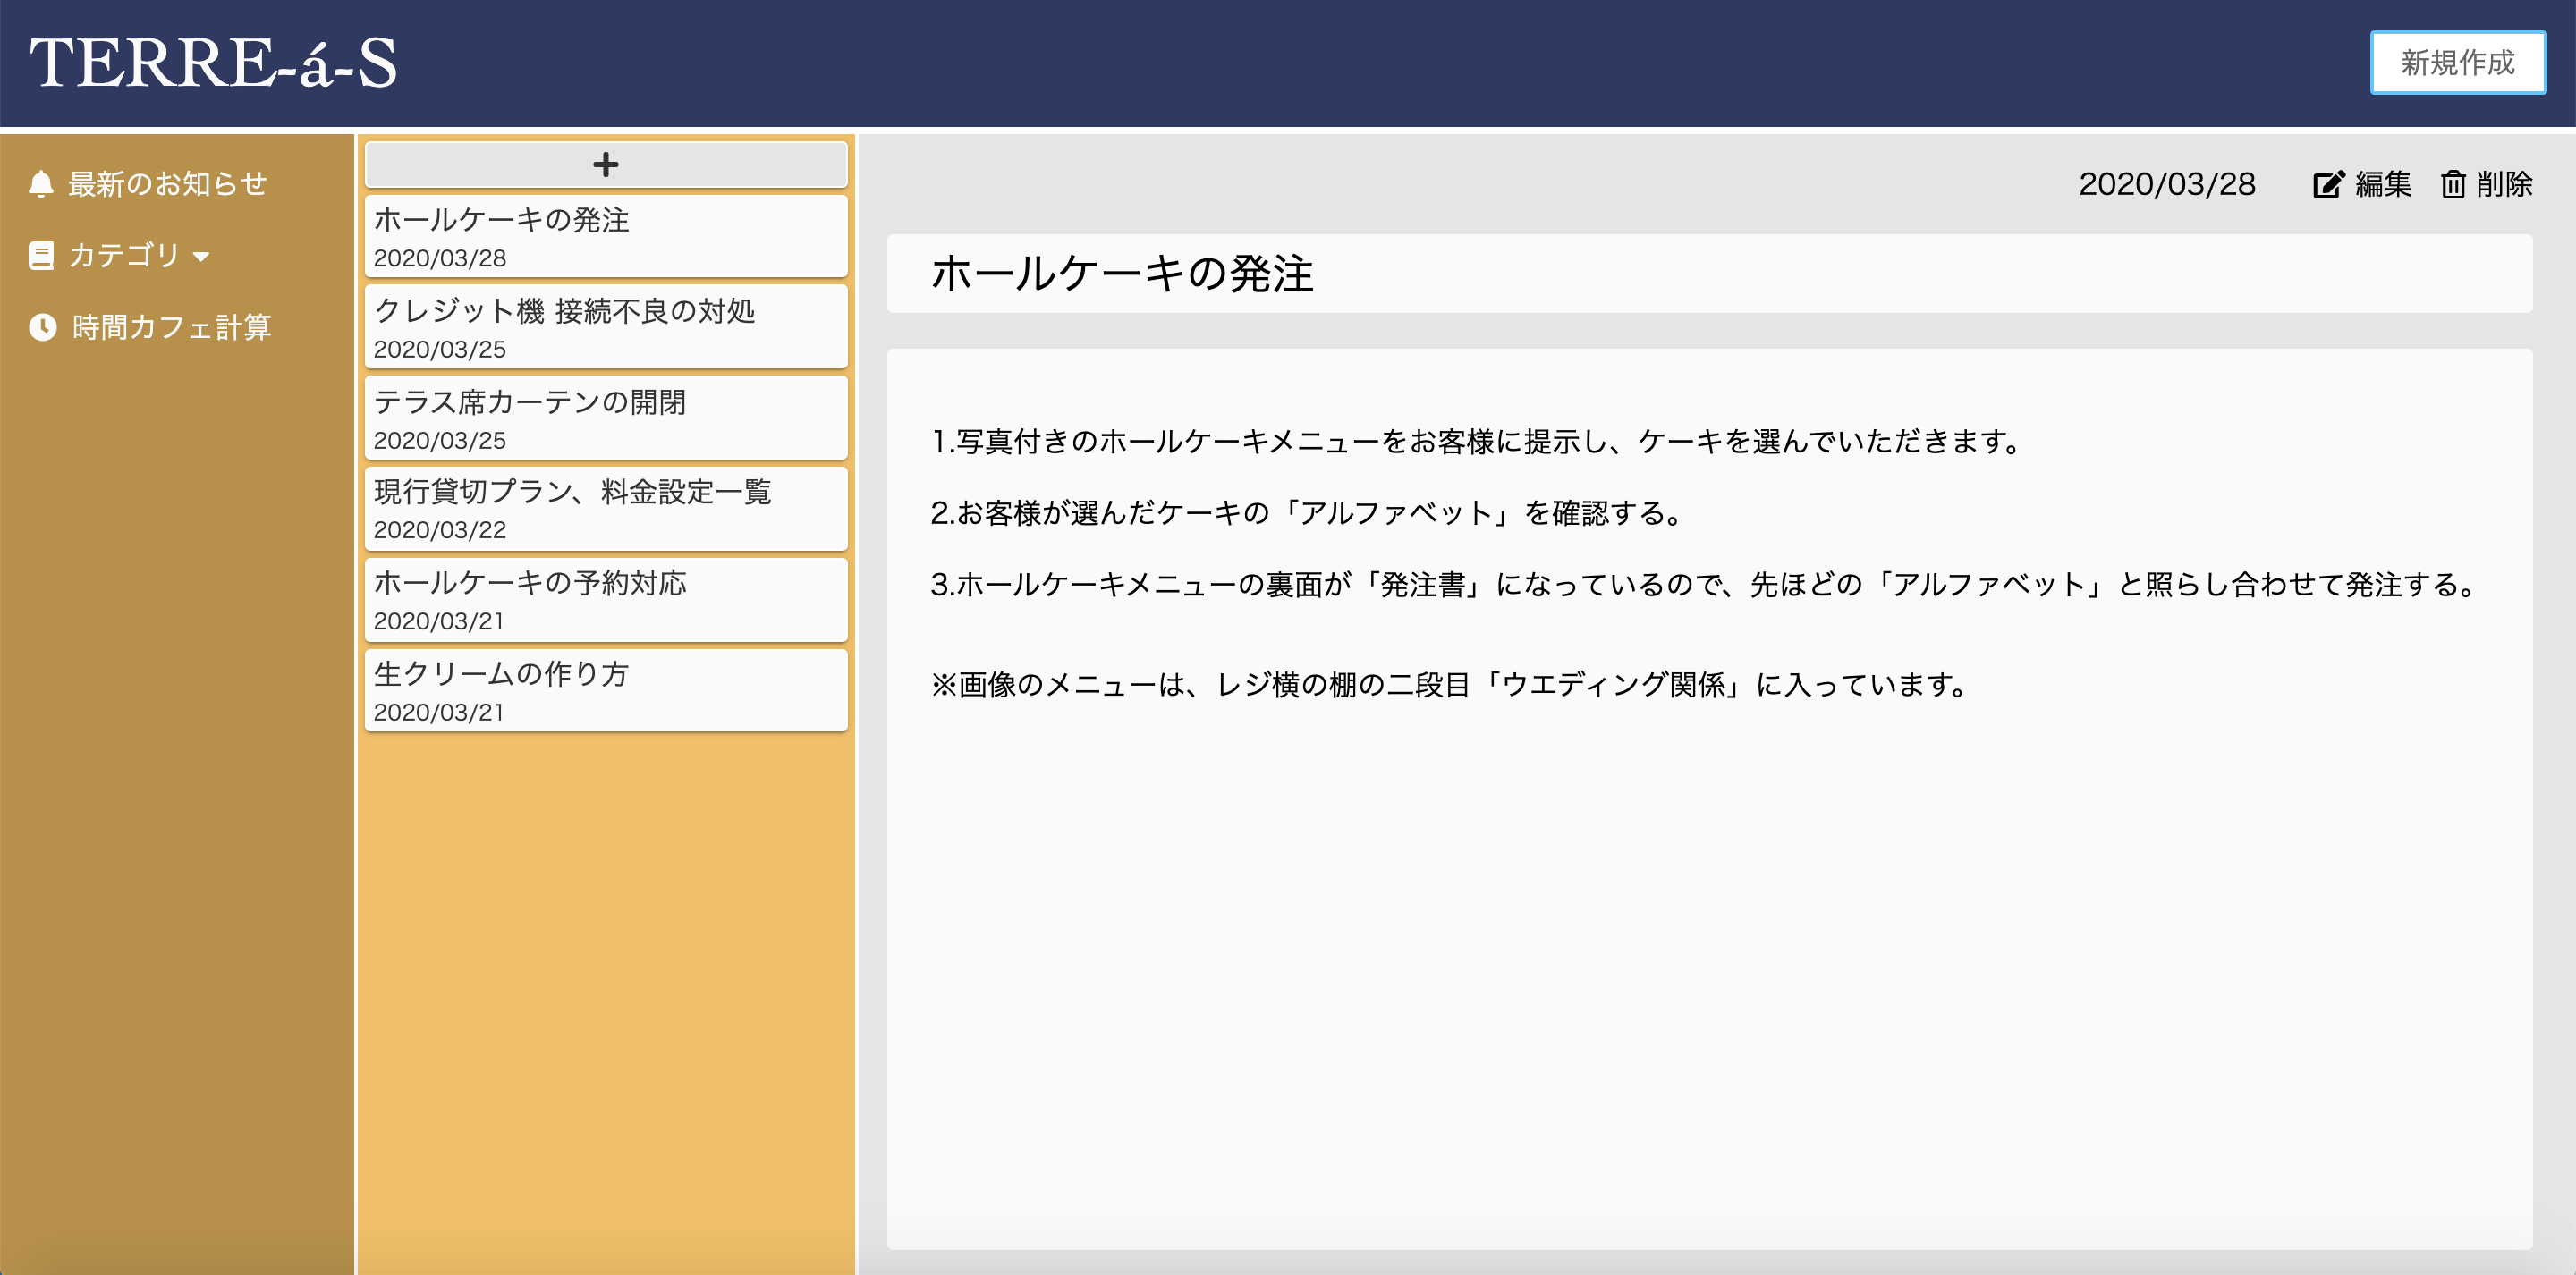 TERRE-á-S
新規作成
最新のお知らせ
カテゴリ
時間カフェ計算
ホールケーキの発注
2020/03/28
クレジット機 接続不良の対処
2020/03/25
テラス席カーテンの開閉
2020/03/25
現行貸切プラン、料金設定一覧
2020/03/22
ホールケーキの予約対応
2020/03/21
生クリームの作り方
2020/03/21
2020/03/28 編集 削除
ホールケーキの発注
1.写真付きのホールケーキメニューをお客様に提示し、ケーキを選んでいただきます。
2.お客様が選んだケーキの「アルファベット」を確認する。
3.ホールケーキメニューの裏面が「発注書」になっているので、先ほどの「アルファベット」と照らし合わせて発注する。
※画像のメニューは、レジ横の棚の二段目「ウエディング関係」に入っています。